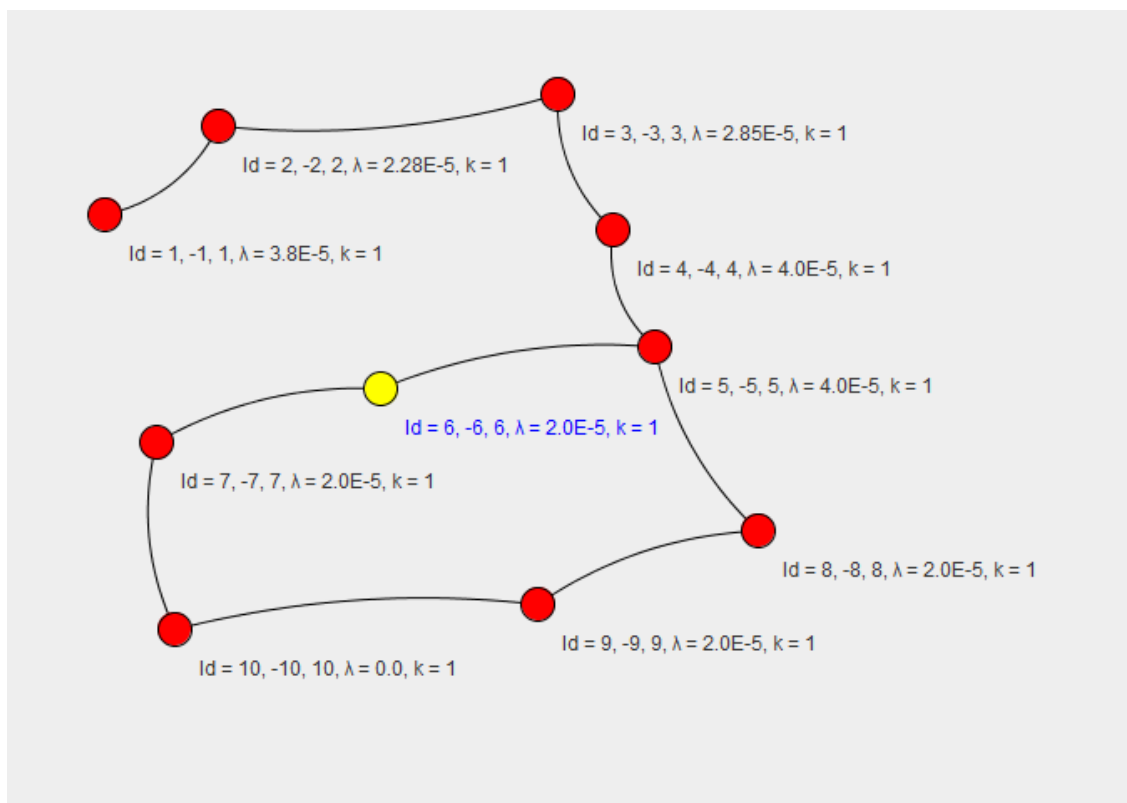 Id = 3, -3, 3, λ = 2.85E-5, k = 1
Id = 2, -2, 2, λ = 2.28E-5, k = 1
Id = 1, -1, 1, λ = 3.8E-5, k = 1
Id = 4, -4, 4, λ = 4.0E-5, k = 1
Id = 5, -5, 5, λ = 4.0E-5, k = 1
Id = 6, -6, 6, λ = 2.0E-5, k = 1
Id = 7, -7, 7, λ = 2.0E-5, k = 1
Id = 8, -8, 8, λ = 2.0E-5, k = 1
Id = 9, -9, 9, λ = 2.0E-5, k = 1
Id = 10, -10, 10, λ = 0.0, k = 1